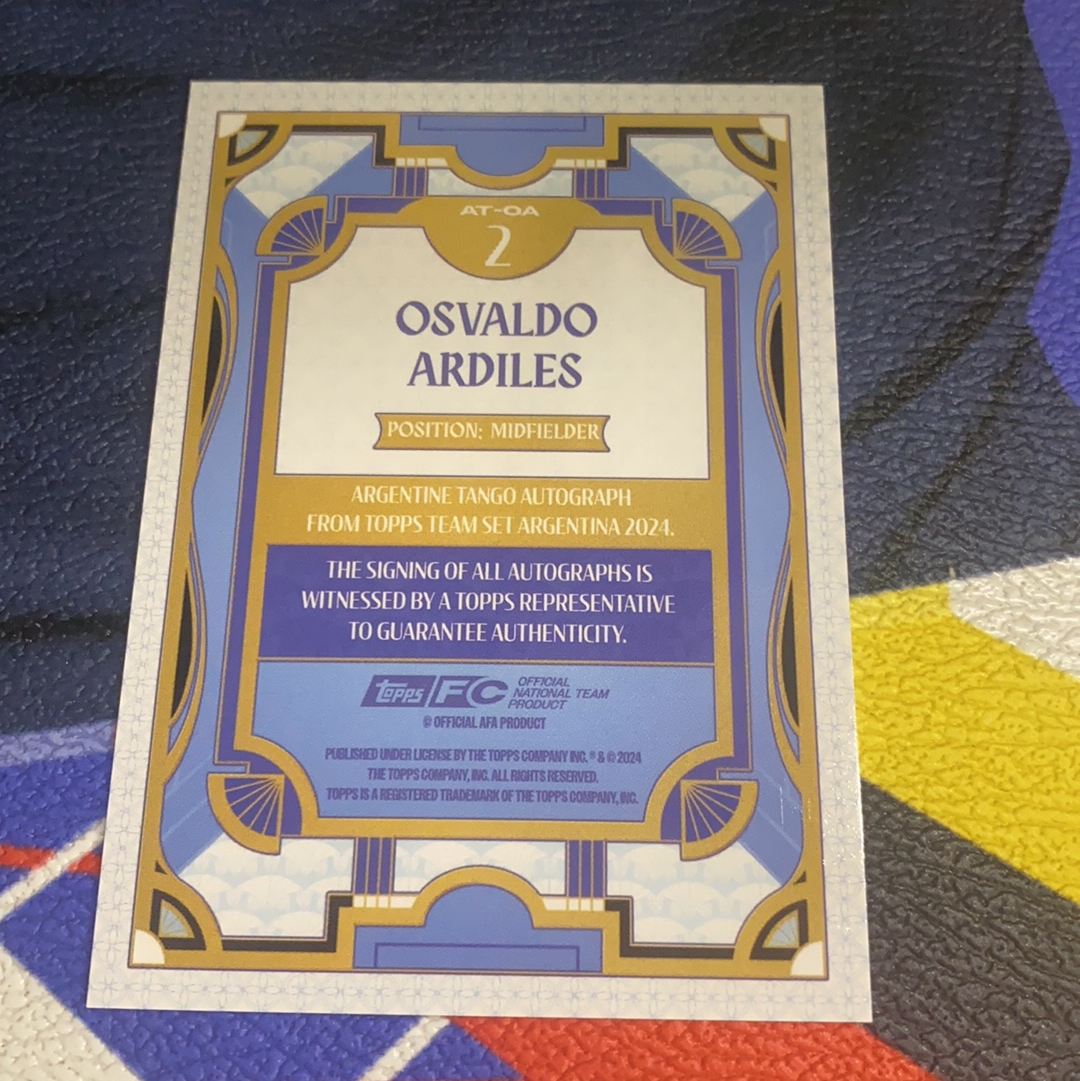 AT-OA
2
OSVALDO
ARDILES
POSITION: MIDFIELDER
ARGENTINE TANGO AUTOGRAPH
FROM TOPPS TEAM SET ARGENTINA 2024.
THE SIGNING OF ALL AUTOGRAPHS IS
WITNESSED BY A TOPPS REPRESENTATIVE
TO GUARANTEE AUTHENTICITY.
topps FC OFFICIAL
NATIONAL TEAM
PRODUCT
© OFFICIAL AFA PRODUCT
PUBLISHED UNDER LICENSE BY THE TOPPS COMPANY INC. ® & © 2024
THE TOPPS COMPANY, INC. ALL RIGHTS RESERVED.
TOPPS IS A REGISTERED TRADEMARK OF THE TOPPS COMPANY, INC.